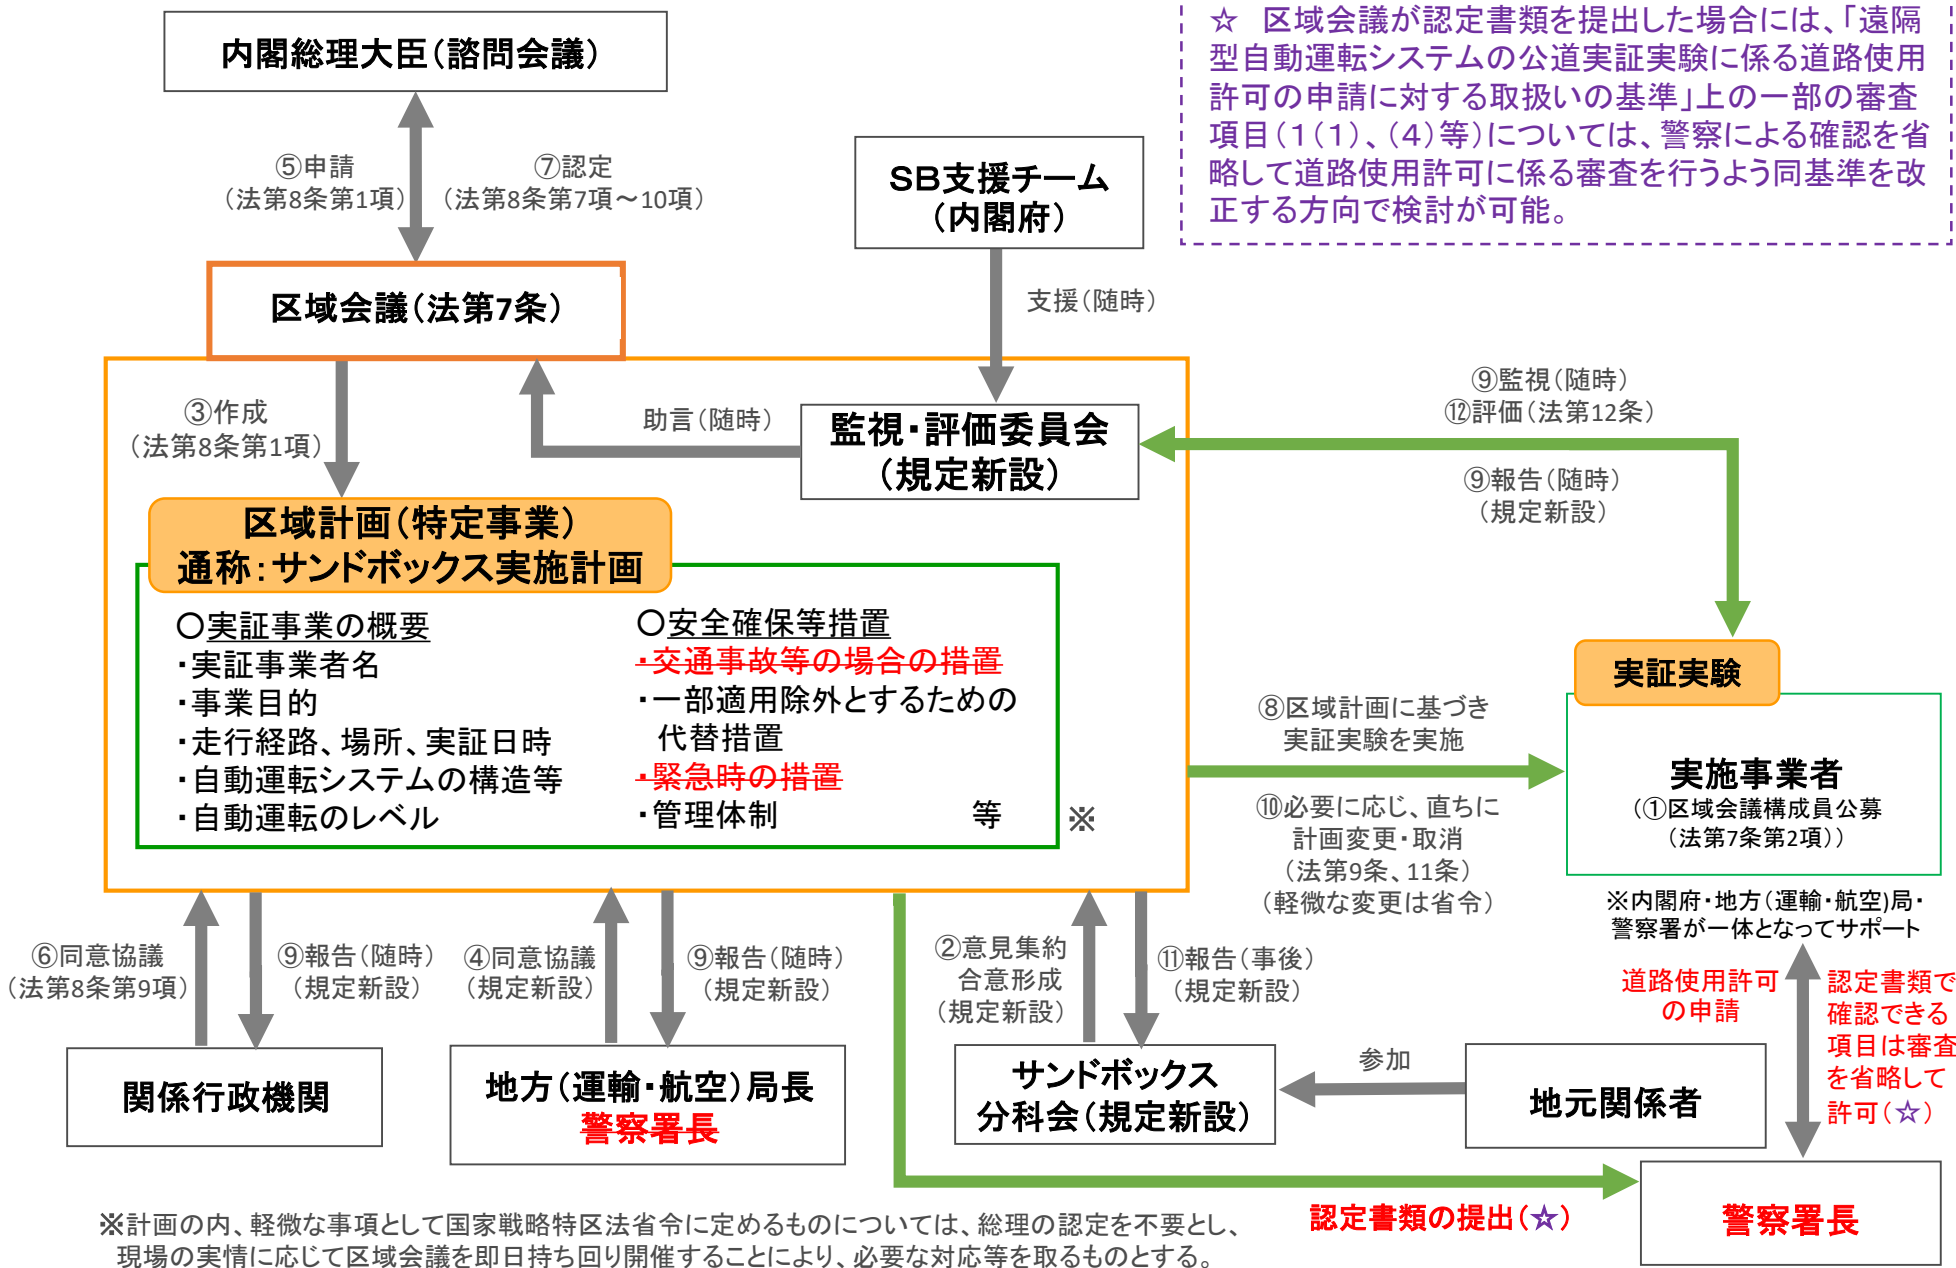 ☆　区域会議が認定書類を提出した場合には、「遠隔
型自動運転システムの公道実証実験に係る道路使用
許可の申請に対する取扱いの基準」上の一部の審査
項目（１（１）、（４）等）については、警察による確認を省
略して道路使用許可に係る審査を行うよう同基準を改
正する方向で検討が可能。
内閣総理大臣（諮問会議）
⑤申請
（法第8条第1項）
⑦認定
（法第8条第7項～10項）
SB支援チーム
（内閣府）
支援（随時）
区域会議（法第7条）
③作成
（法第8条第1項）
助言（随時）
監視・評価委員会
（規定新設）
⑨監視（随時）
⑫評価（法第12条）
⑨報告（随時）
（規定新設）
区域計画（特定事業）
通称：サンドボックス実施計画
○実証事業の概要
・実証事業者名
・事業目的
・走行経路、場所、実証日時
・自動運転システムの構造等
・自動運転のレベル
○安全確保等措置
・交通事故等の場合の措置
・一部適用除外とするための
代替措置
・緊急時の措置
・管理体制　等
※
⑧区域計画に基づき
実証実験を実施
⑩必要に応じ、直ちに
計画変更・取消
（法第9条、11条）
（軽微な変更は省令）
実証実験
実施事業者
（①区域会議構成員公募
（法第7条第2項））
※内閣府・地方（運輸・航空)局・
警察署が一体となってサポート
⑥同意協議
（法第8条第9項）
⑨報告（随時）
（規定新設）
④同意協議
（規定新設）
⑨報告（随時）
（規定新設）
②意見集約
合意形成
（規定新設）
⑪報告（事後）
（規定新設）
道路使用許可
の申請
認定書類で
確認できる
項目は審査
を省略して
許可（☆）
関係行政機関
地方（運輸・航空）局長
警察署長
サンドボックス
分科会（規定新設）
参加
地元関係者
認定書類の提出（☆）
警察署長
※計画の内、軽微な事項として国家戦略特区法省令に定めるものについては、総理の認定を不要とし、
現場の実情に応じて区域会議を即日持ち回り開催することにより、必要な対応等を取るものとする。